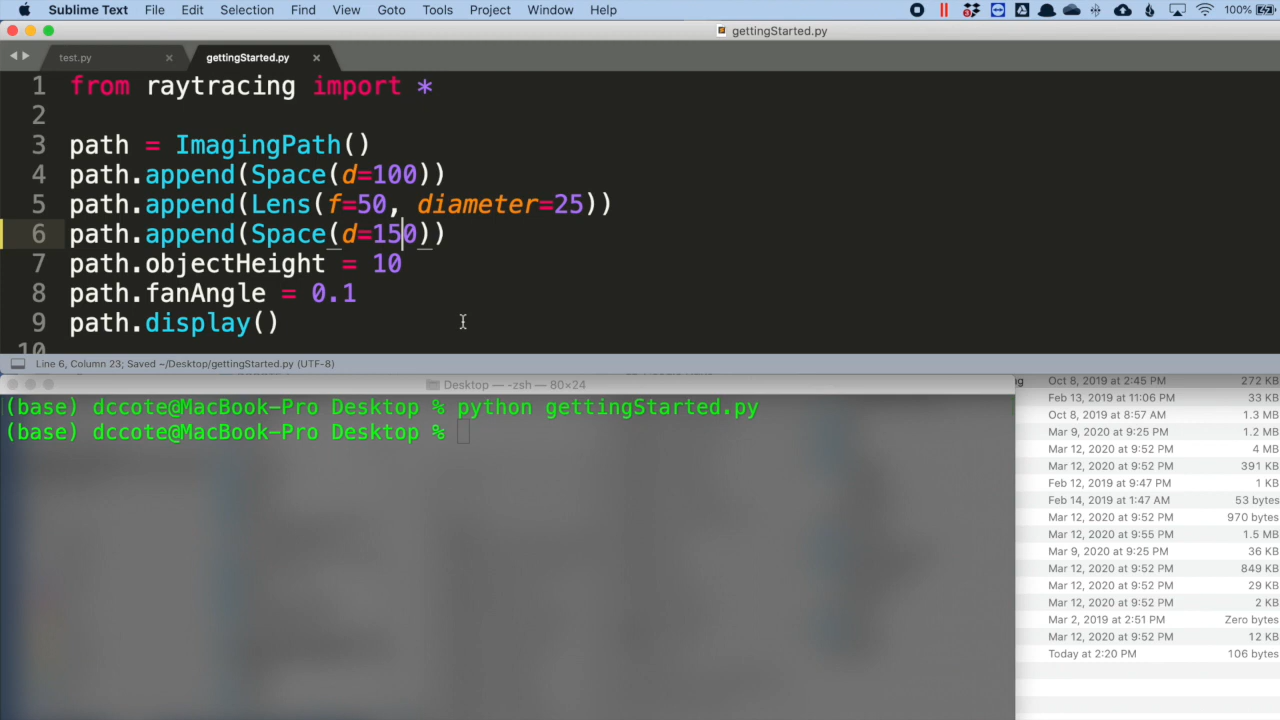 Sublime Text File Edit Selection Find View Goto Tools Project Window Help 100%
gettingStarted.py
test.py × gettingStarted.py ×
1 from raytracing import *
2
3 path = ImagingPath()
4 path.append(Space(d=100))
5 path.append(Lens(f=50, diameter=25))
6 path.append(Space(d=150))
7 path.objectHeight = 10
8 path.fanAngle = 0.1
9 path.display()
10
Line 6, Column 23; Saved ~/Desktop/gettingStarted.py (UTF-8)
Desktop — -zsh — 80×24
(base) dccote@MacBook-Pro Desktop % python gettingStarted.py
(base) dccote@MacBook-Pro Desktop %
Oct 8, 2019 at 2:45 PM 272 KB
Feb 13, 2019 at 11:06 PM 33 KB
Oct 8, 2019 at 8:57 AM 1.3 MB
Mar 9, 2020 at 9:25 PM 1.2 MB
Mar 12, 2020 at 9:52 PM 4 MB
Mar 12, 2020 at 9:52 PM 391 KB
Feb 12, 2019 at 9:47 PM 1 KB
Feb 14, 2019 at 1:47 AM 53 bytes
Mar 12, 2020 at 9:52 PM 970 bytes
Mar 12, 2020 at 9:55 PM 1.5 MB
Mar 9, 2020 at 9:25 PM 36 KB
Mar 12, 2020 at 9:52 PM 849 KB
Mar 12, 2020 at 9:52 PM 29 KB
Mar 12, 2020 at 9:52 PM 2 KB
Mar 2, 2019 at 2:51 PM Zero bytes
Mar 12, 2020 at 9:52 PM 12 KB
Today at 2:20 PM 106 bytes